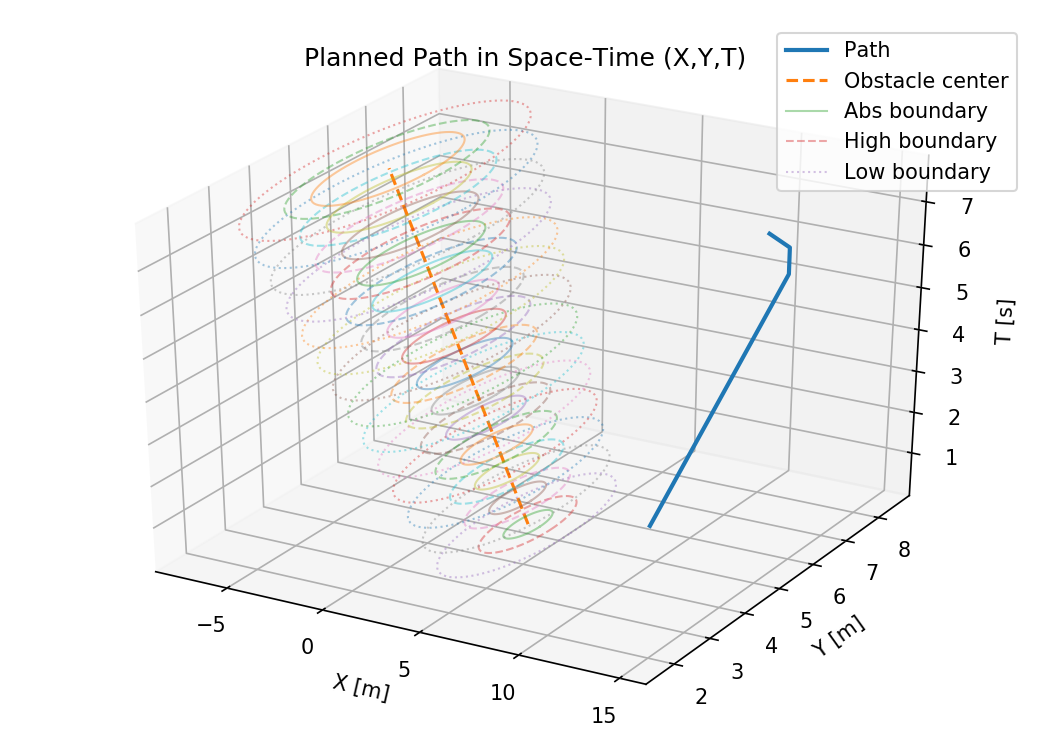 Planned Path in Space-Time (X,Y,T)
Path
Obstacle center
Abs boundary
High boundary
Low boundary
7
6
5
4
3
2
1
T [s]
8
7
6
5
4
3
2
Y [m]
−5
0
5
10
15
X [m]